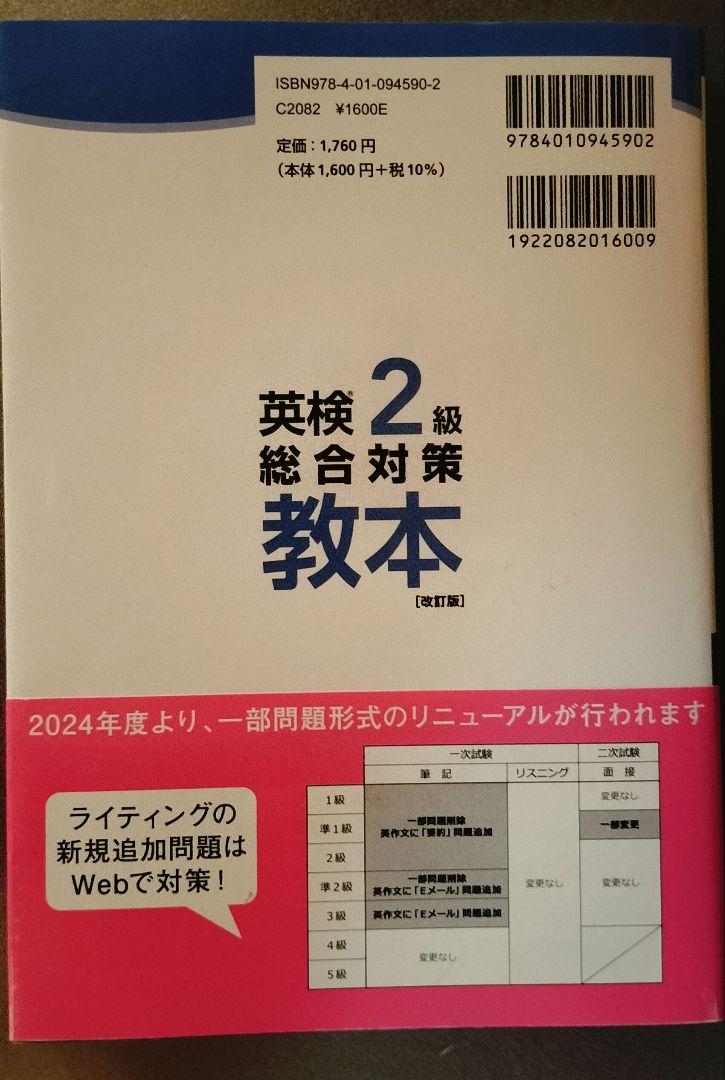 ISBN978-4-01-094590-2
C2082 ¥1600E
定価：1,760円
（本体1,600円＋税10%）
9784010945902
1922082016009
英検®2級
総合対策
教本
［改訂版］
2024年度より、一部問題形式のリニューアルが行われます
ライティングの
新規追加問題は
Webで対策！
一次試験 二次試験
筆記 リスニング 面接
1級
準1級
2級
準2級
3級
4級
5級
一部問題削除
英作文に「要約」問題追加
一部問題削除
英作文に「Eメール」問題追加
英作文に「Eメール」問題追加
変更なし
変更なし
変更なし
一部変更
変更なし